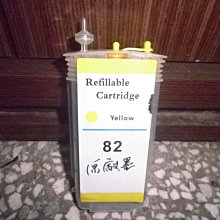 Refillable
Cartridge
Yellow
82
原廠墨